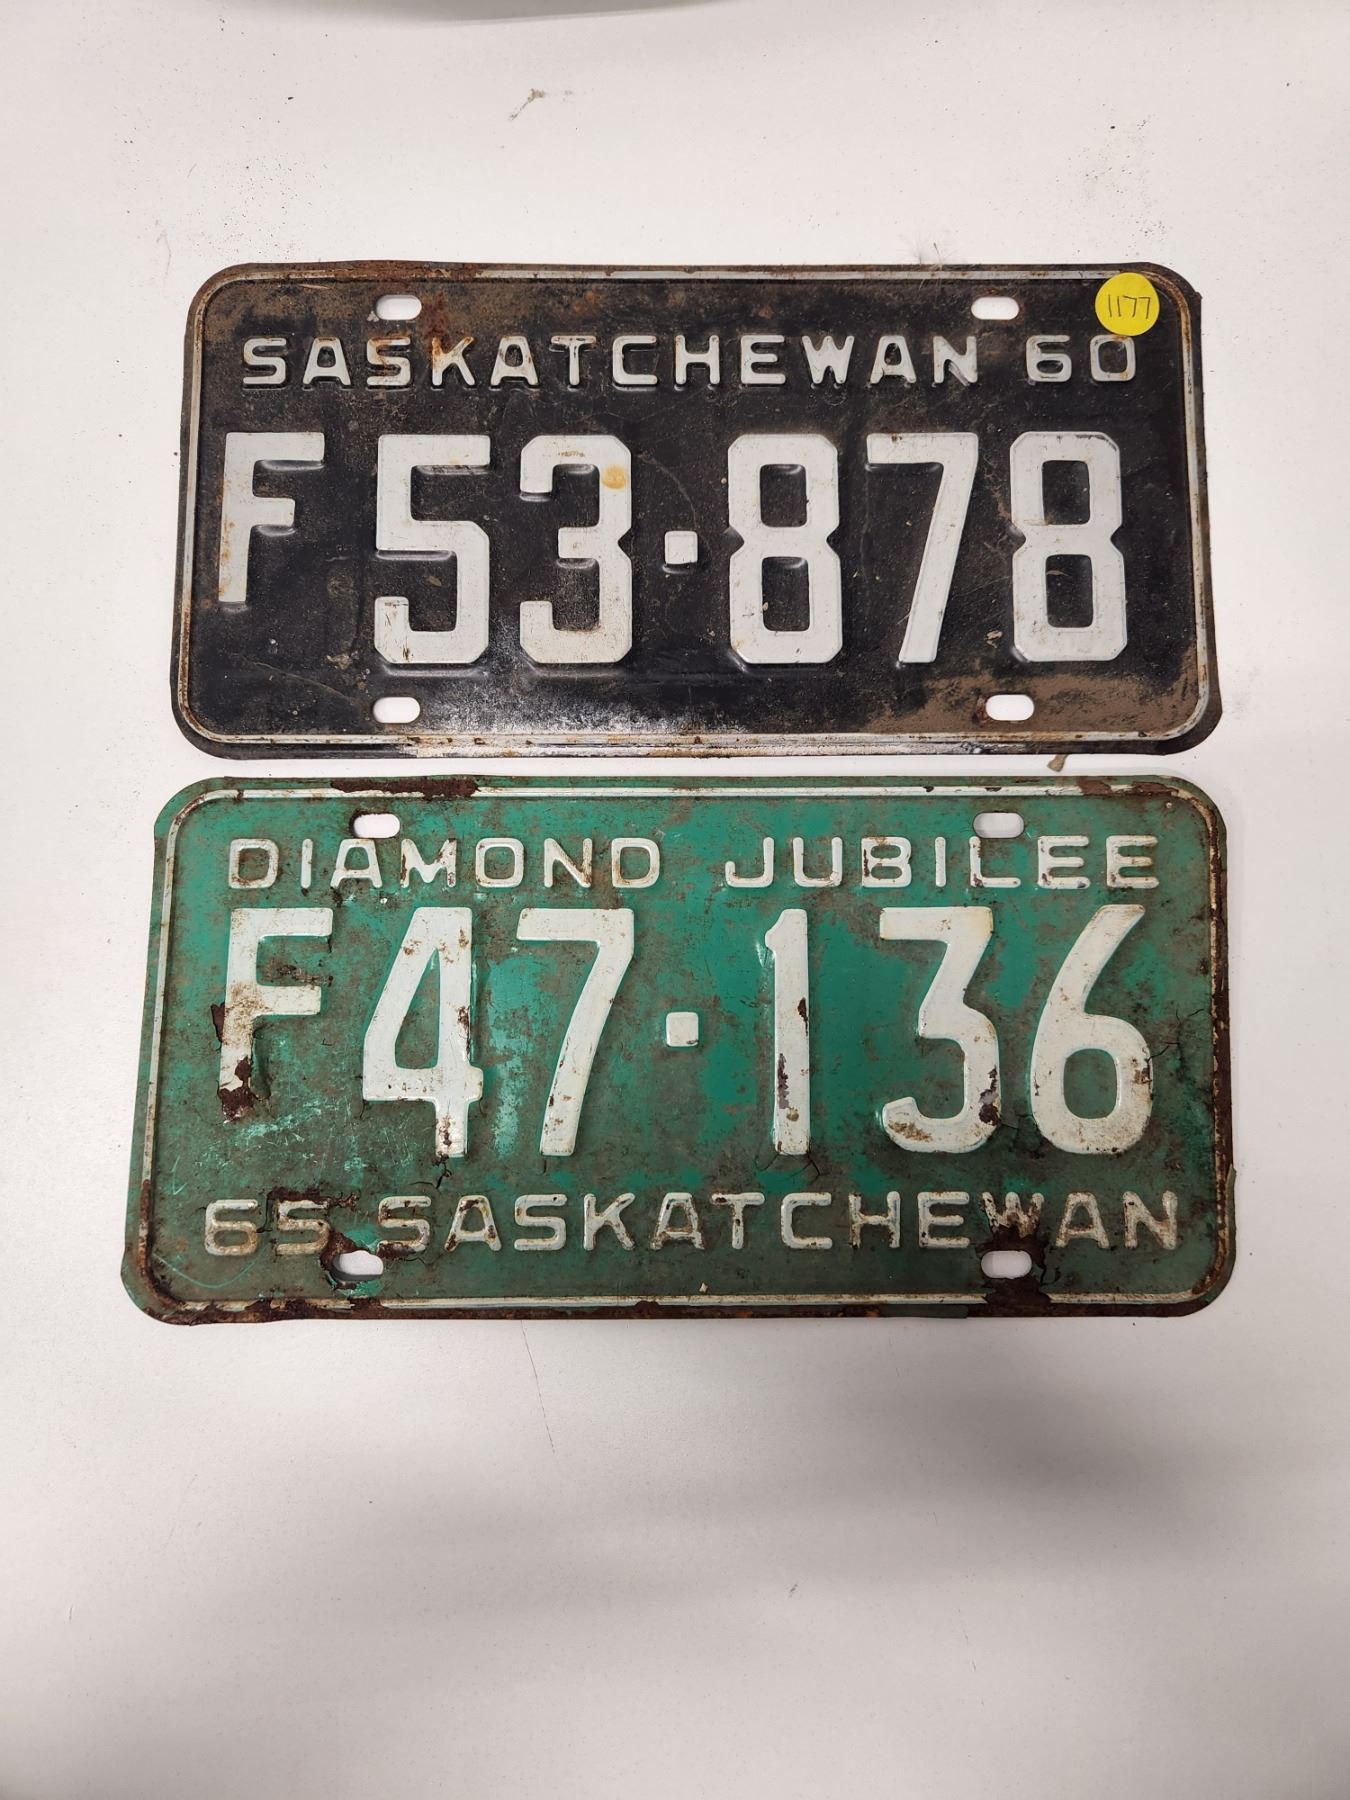 1177
SASKATCHEWAN 60
F53·878
DIAMOND JUBILEE
F47·136
65 SASKATCHEWAN